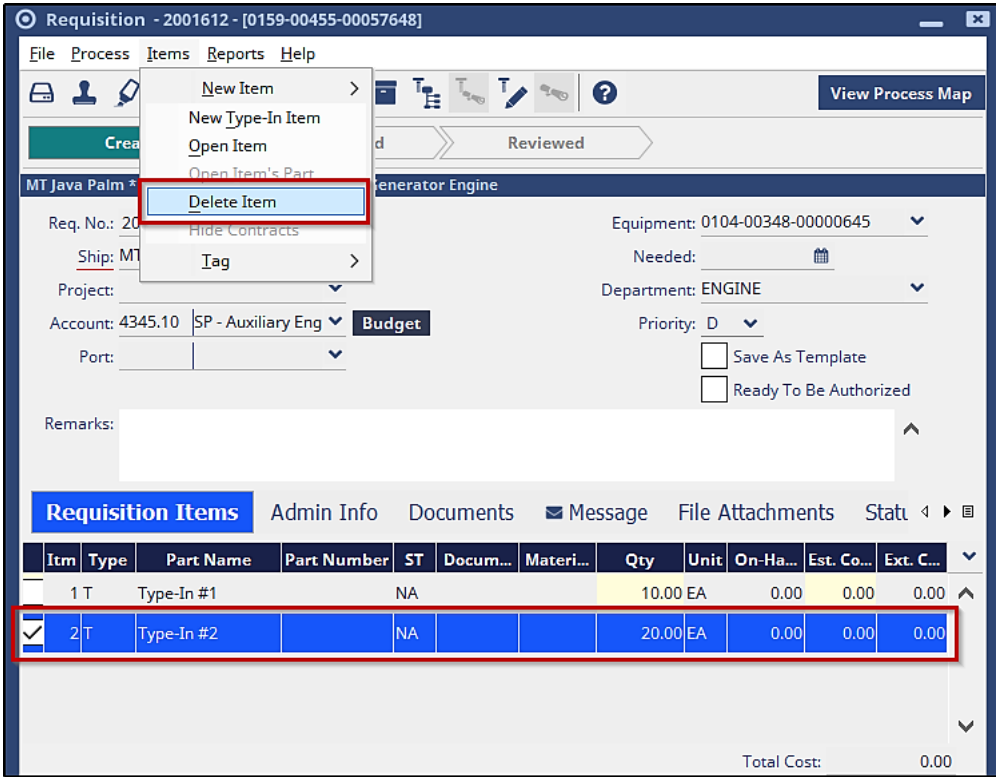 Requisition - 2001612 - [0159-00455-00057648]
File Process Items Reports Help
New Item
New Type-In Item
Open Item
Open Item's Part
Delete Item
Hide Contracts
Tag
View Process Map
Crea d Reviewed
MT Java Palm * Generator Engine
Req. No.: 20 Equipment: 0104-00348-00000645
Ship: MT Needed:
Project: Department: ENGINE
Account: 4345.10 SP - Auxiliary Eng Budget Priority: D
Port: Save As Template
Ready To Be Authorized
Remarks:
Requisition Items Admin Info Documents Message File Attachments Statu
Itm Type Part Name Part Number ST Docum... Materi... Qty Unit On-Ha... Est. Co... Ext. C...
1 T Type-In #1 NA 10.00 EA 0.00 0.00 0.00
2 T Type-In #2 NA 20.00 EA 0.00 0.00 0.00
Total Cost: 0.00